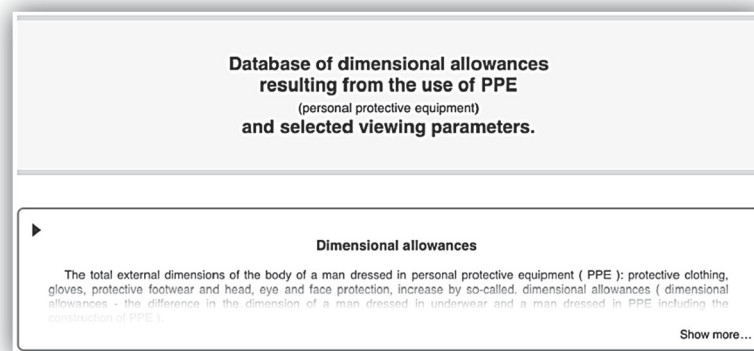 Database of dimensional allowances
resulting from the use of PPE
(personal protective equipment)
and selected viewing parameters.
Dimensional allowances
The total external dimensions of the body of a man dressed in personal protective equipment ( PPE ): protective clothing,
gloves, protective footwear and head, eye and face protection, increase by so-called. dimensional allowances ( dimensional
allowances - the difference in the dimension of a man dressed in underwear and a man dressed in PPE including the
construction of PPE ).
Show more...